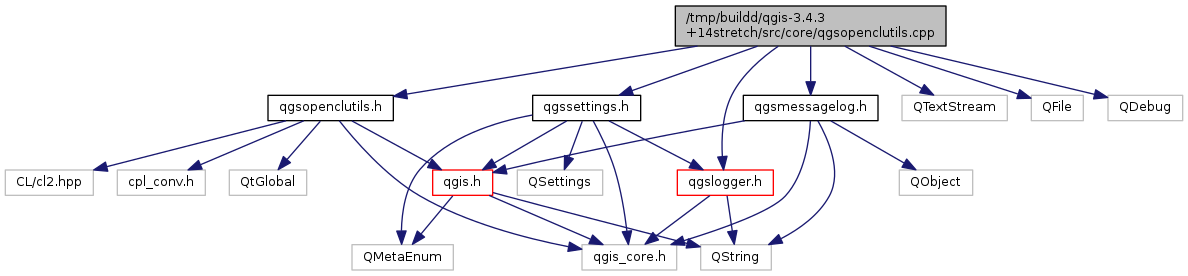 /tmp/buildd/qgis-3.4.3
+14stretch/src/core/qgsopenclutils.cpp
qgsopenclutils.h
qgssettings.h
qgsmessagelog.h
QTextStream
QFile
QDebug
CL/cl2.hpp
cpl_conv.h
QtGlobal
qgis.h
QSettings
qgslogger.h
QObject
QMetaEnum
qgis_core.h
QString